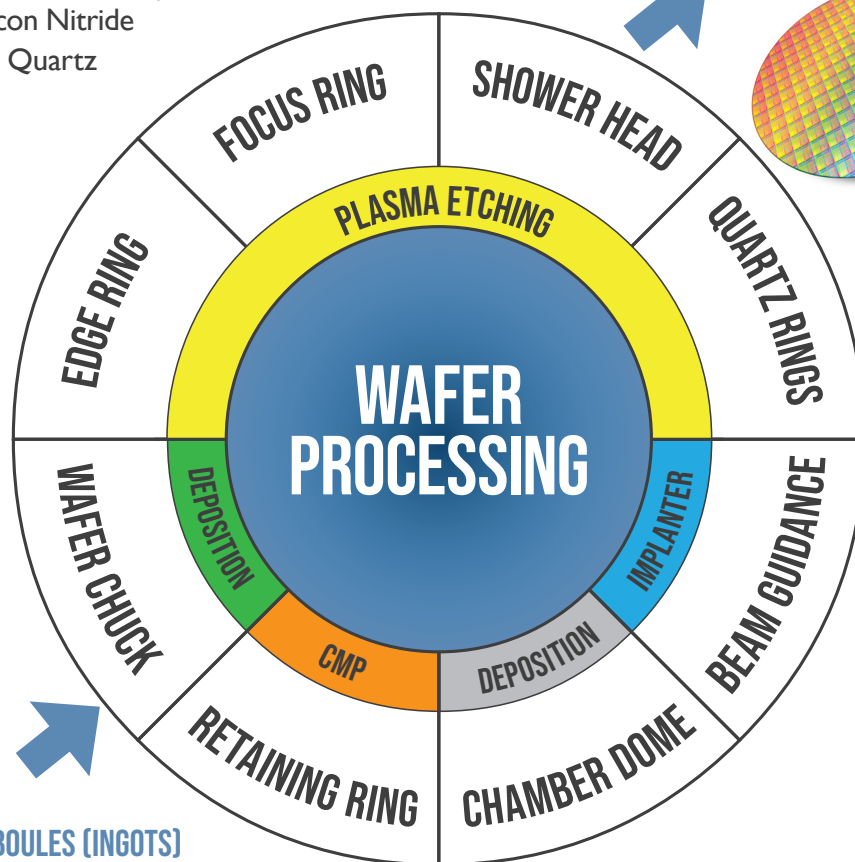 con Nitride
Quartz
FOCUS RING
SHOWER HEAD
EDGE RING
QUARTZ RINGS
PLASMA ETCHING
WAFER
PROCESSING
WAFER CHUCK
DEPOSITION
IMPLANTER
BEAM GUIDANCE
CMP
DEPOSITION
RETAINING RING
CHAMBER DOME
BOULES (INGOTS)